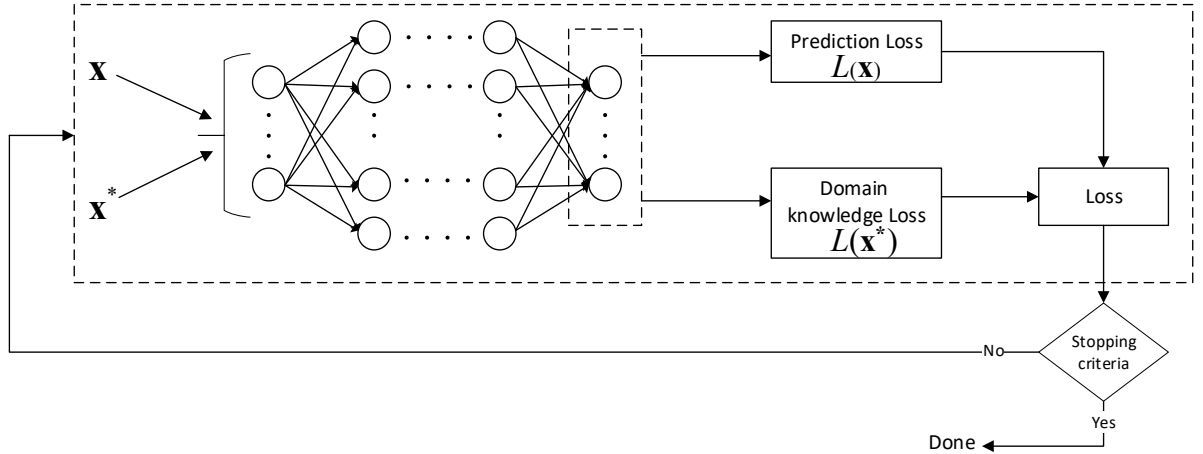 x
x*
Prediction Loss
L(x)
Domain
knowledge Loss
L(x*)
Loss
Stopping
criteria
No
Yes
Done